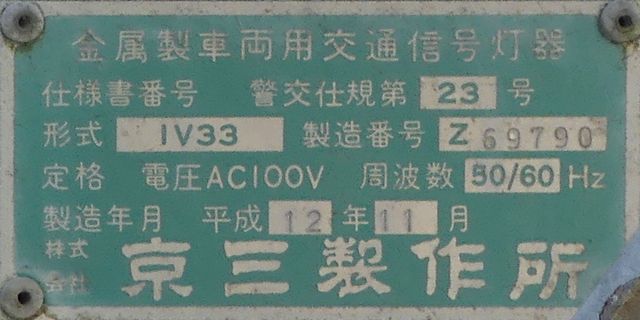 金属製車両用交通信号灯器
仕様書番号 警交仕規第 23 号
形式 1V33 製造番号 Z 69790
定格 電圧AC100V 周波数 50/60 Hz
製造年月 平成 12 年 11 月
株式会社 京三製作所